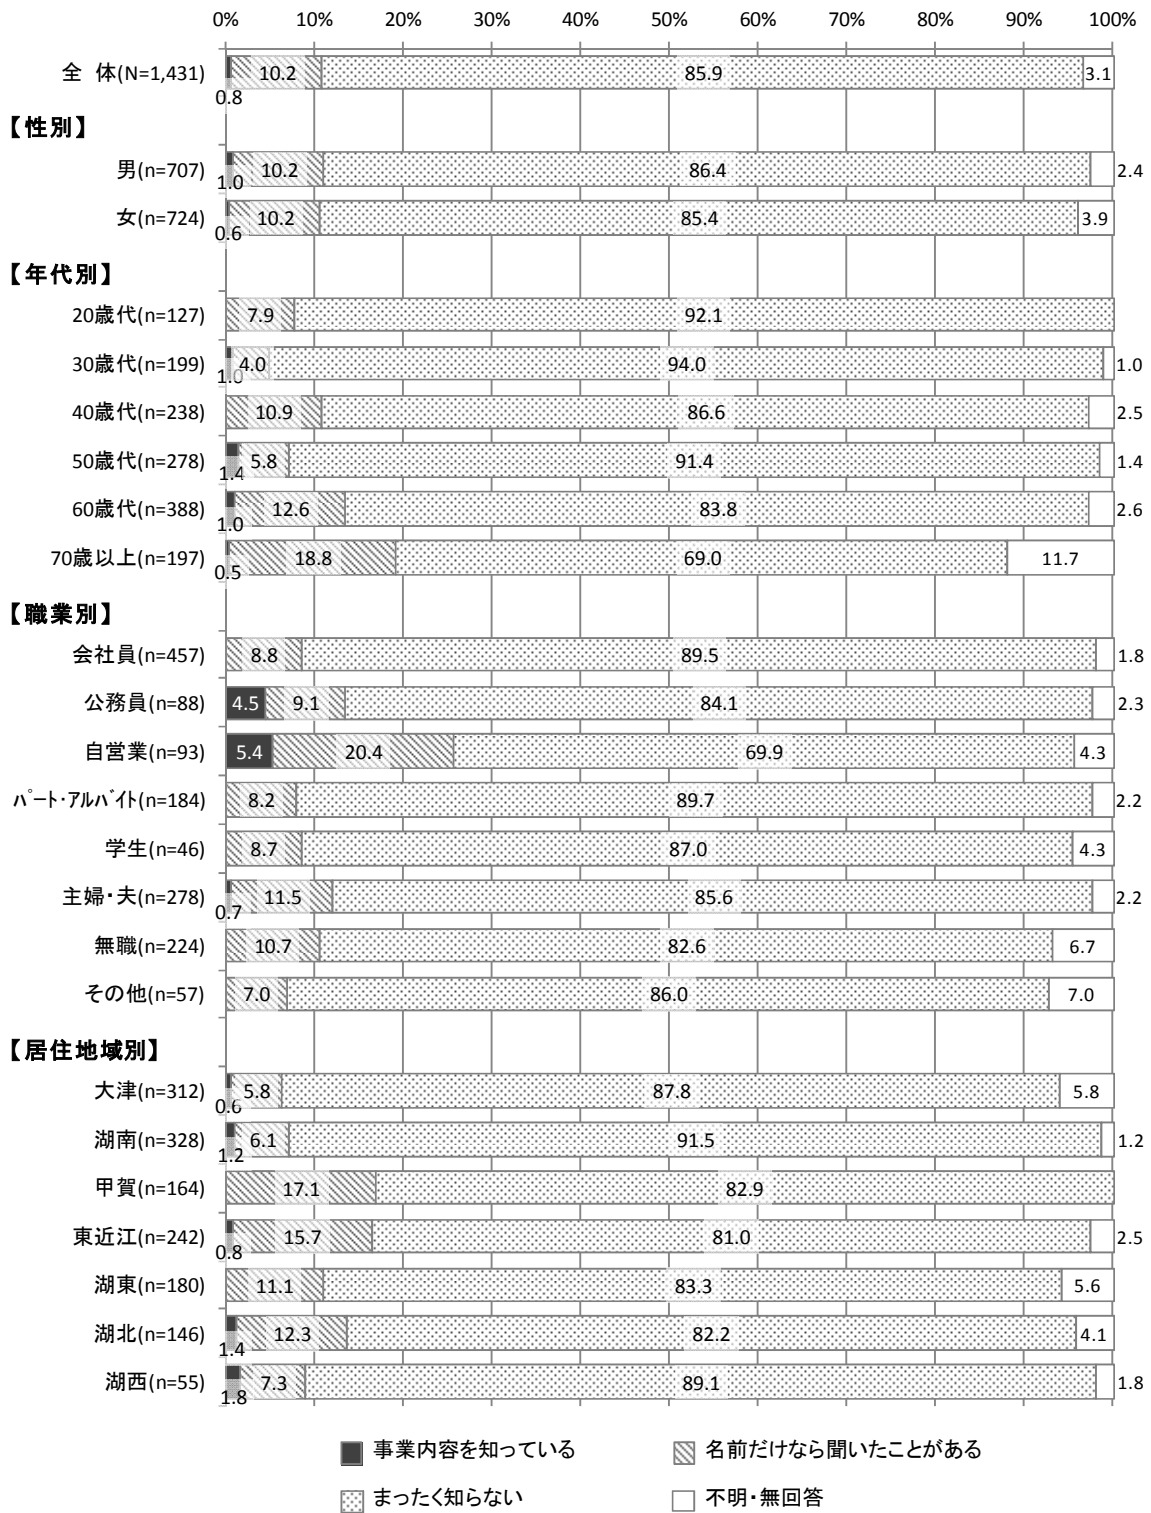 0% 10% 20% 30% 40% 50% 60% 70% 80% 90% 100%
全 体(N=1,431) 0.8 10.2 85.9 3.1
【性別】
男(n=707) 1.0 10.2 86.4 2.4
女(n=724) 0.6 10.2 85.4 3.9
【年代別】
20歳代(n=127) 7.9 92.1
30歳代(n=199) 1.0 4.0 94.0 1.0
40歳代(n=238) 10.9 86.6 2.5
50歳代(n=278) 1.4 5.8 91.4 1.4
60歳代(n=388) 1.0 12.6 83.8 2.6
70歳以上(n=197) 0.5 18.8 69.0 11.7
【職業別】
会社員(n=457) 8.8 89.5 1.8
公務員(n=88) 4.5 9.1 84.1 2.3
自営業(n=93) 5.4 20.4 69.9 4.3
ﾊﾟｰﾄ・ｱﾙﾊﾞｲﾄ(n=184) 8.2 89.7 2.2
学生(n=46) 8.7 87.0 4.3
主婦・夫(n=278) 0.7 11.5 85.6 2.2
無職(n=224) 10.7 82.6 6.7
その他(n=57) 7.0 86.0 7.0
【居住地域別】
大津(n=312) 0.6 5.8 87.8 5.8
湖南(n=328) 1.2 6.1 91.5 1.2
甲賀(n=164) 17.1 82.9
東近江(n=242) 0.8 15.7 81.0 2.5
湖東(n=180) 11.1 83.3 5.6
湖北(n=146) 1.4 12.3 82.2 4.1
湖西(n=55) 1.8 7.3 89.1 1.8
事業内容を知っている 名前だけなら聞いたことがある
まったく知らない 不明・無回答